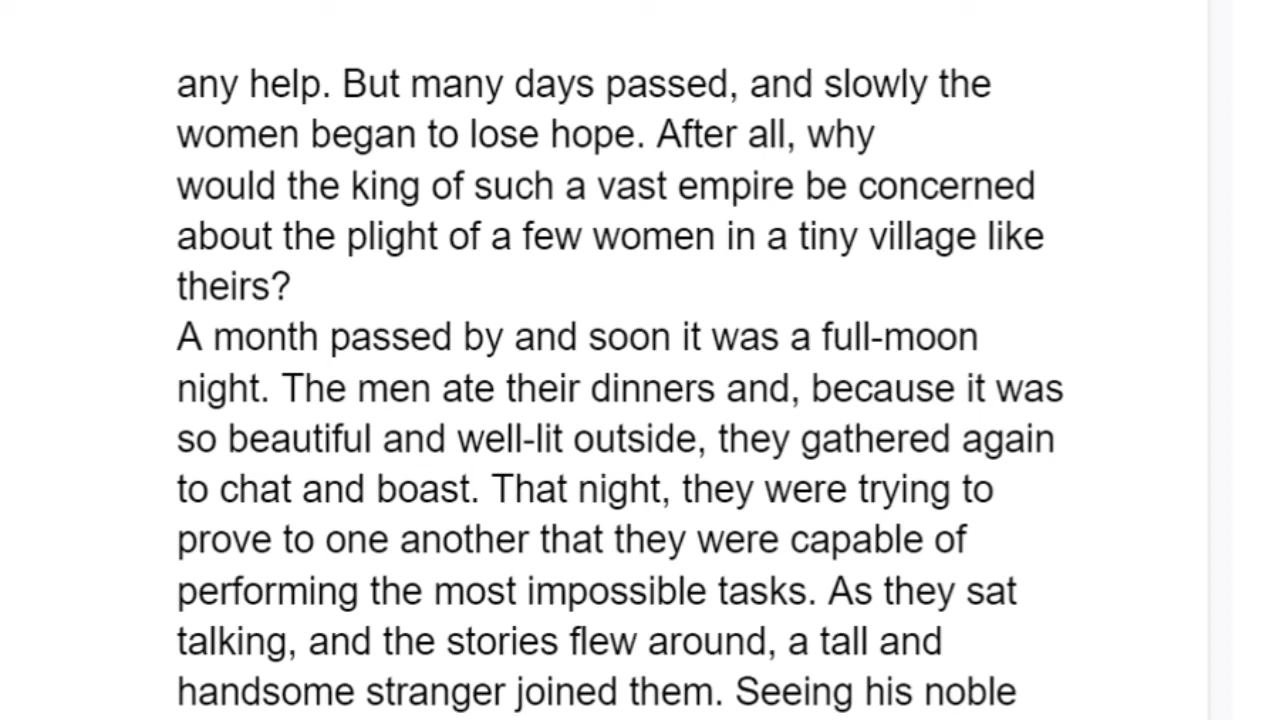 any help. But many days passed, and slowly the
women began to lose hope. After all, why
would the king of such a vast empire be concerned
about the plight of a few women in a tiny village like
theirs?
A month passed by and soon it was a full-moon
night. The men ate their dinners and, because it was
so beautiful and well-lit outside, they gathered again
to chat and boast. That night, they were trying to
prove to one another that they were capable of
performing the most impossible tasks. As they sat
talking, and the stories flew around, a tall and
handsome stranger joined them. Seeing his noble